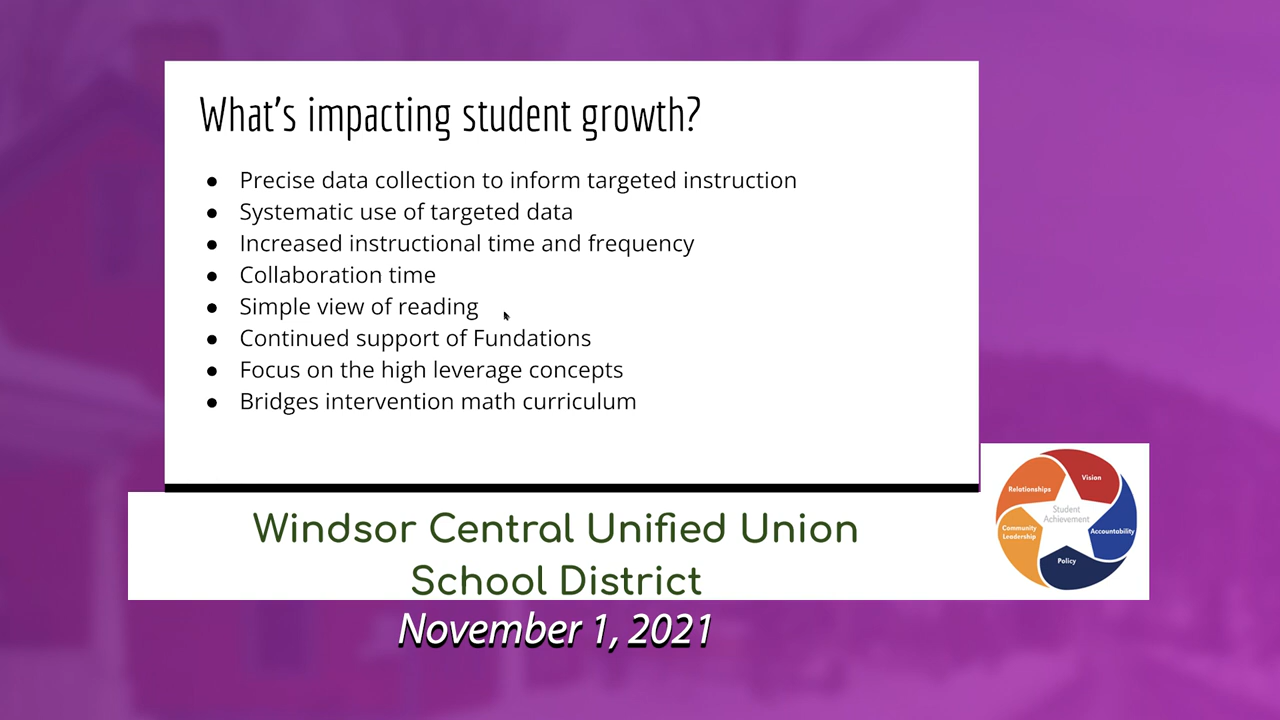 What's impacting student growth?
● Precise data collection to inform targeted instruction
● Systematic use of targeted data
● Increased instructional time and frequency
● Collaboration time
● Simple view of reading
● Continued support of Fundations
● Focus on the high leverage concepts
● Bridges intervention math curriculum
Windsor Central Unified Union
School District
November 1, 2021
Relationships
Vision
Student
Achievement
Community
Leadership
Accountability
Policy